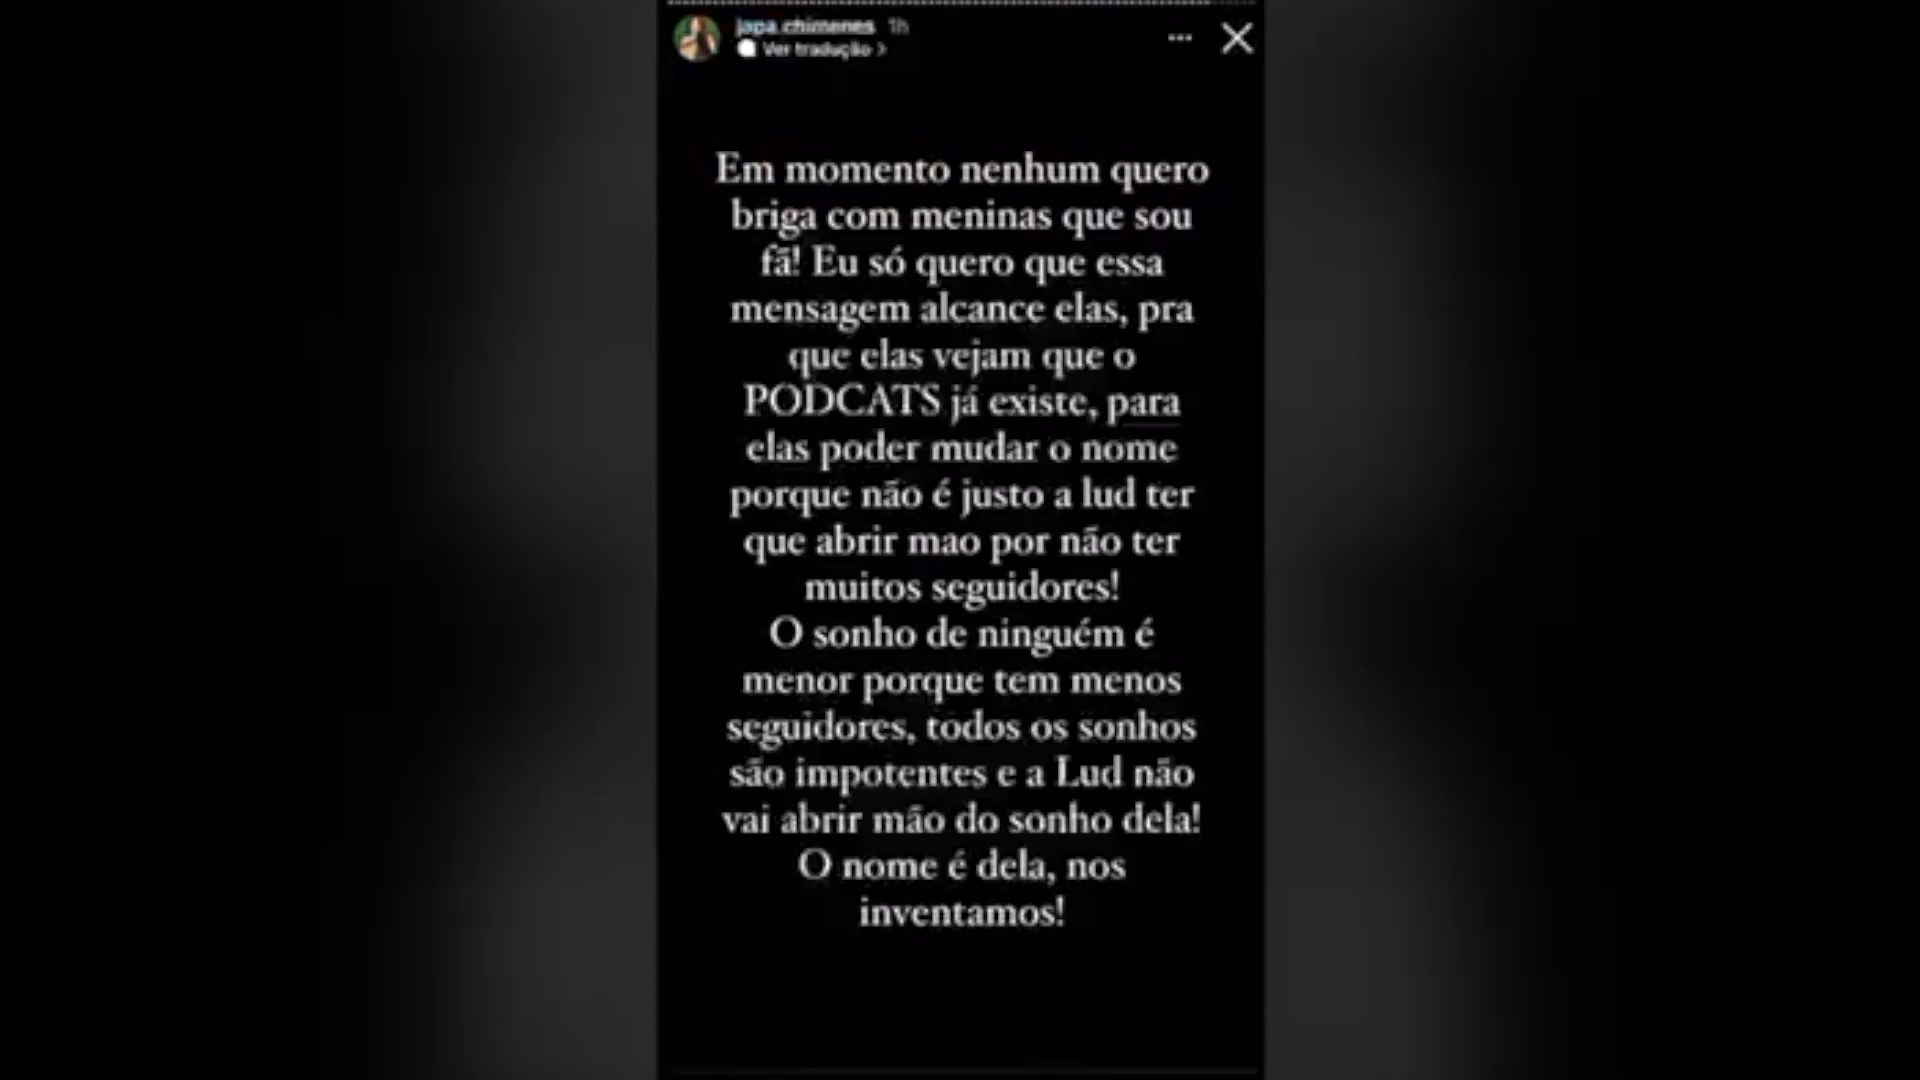 japa.chimenes 1h
Ver tradução >
Em momento nenhum quero
briga com meninas que sou
fã! Eu só quero que essa
mensagem alcance elas, pra
que elas vejam que o
PODCATS já existe, para
elas poder mudar o nome
porque não é justo a lud ter
que abrir mao por não ter
muitos seguidores!
O sonho de ninguém é
menor porque tem menos
seguidores, todos os sonhos
são impotentes e a Lud não
vai abrir mão do sonho dela!
O nome é dela, nos
inventamos!